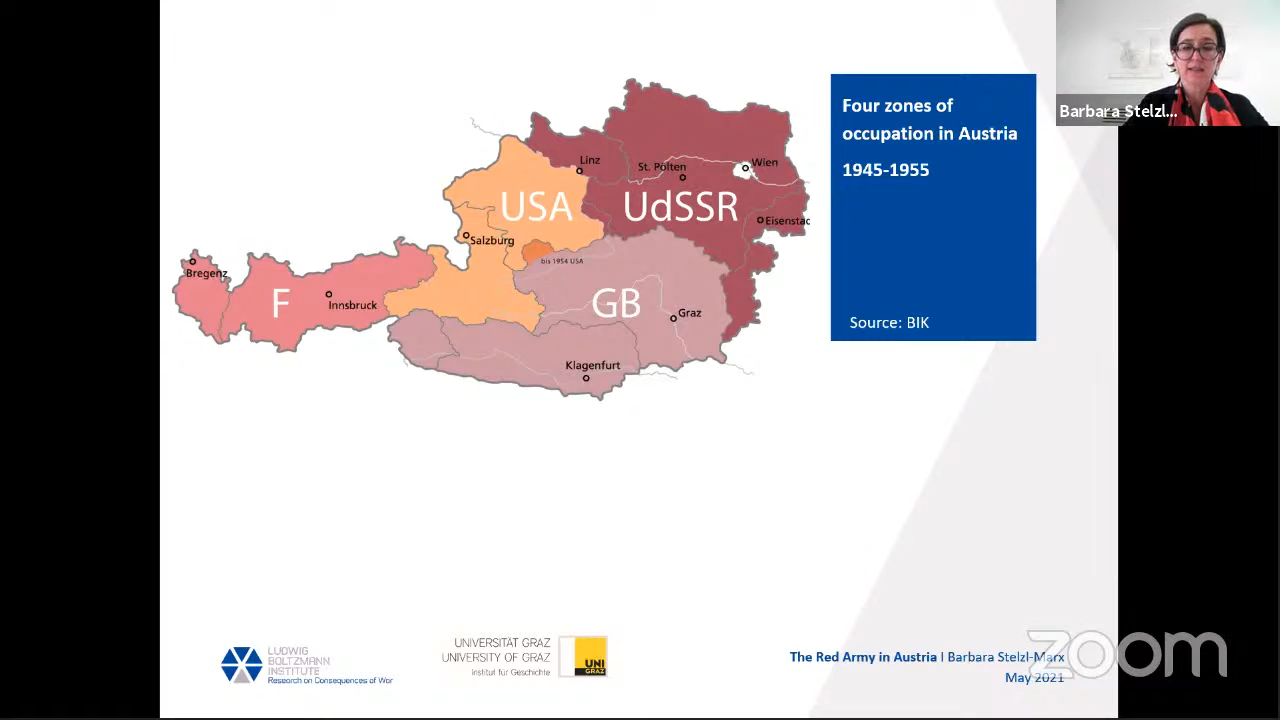 Four zones of
occupation in Austria
1945-1955
Source: BIK
Barbara Stelzl...
Linz
St. Pölten
Wien
USA
UdSSR
Eisenstac
Salzburg
bis 1954 USA
Bregenz
F
Innsbruck
GB
Graz
Klagenfurt
LUDWIG
BOLTZMANN
INSTITUTE
Research on Consequences of Wor
UNIVERSITÄT GRAZ
UNIVERSITY OF GRAZ
Institut für Geschichte
UNI
GRAZ
The Red Army in Austria I Barbara Stelzl-Marx
May 2021
zoom